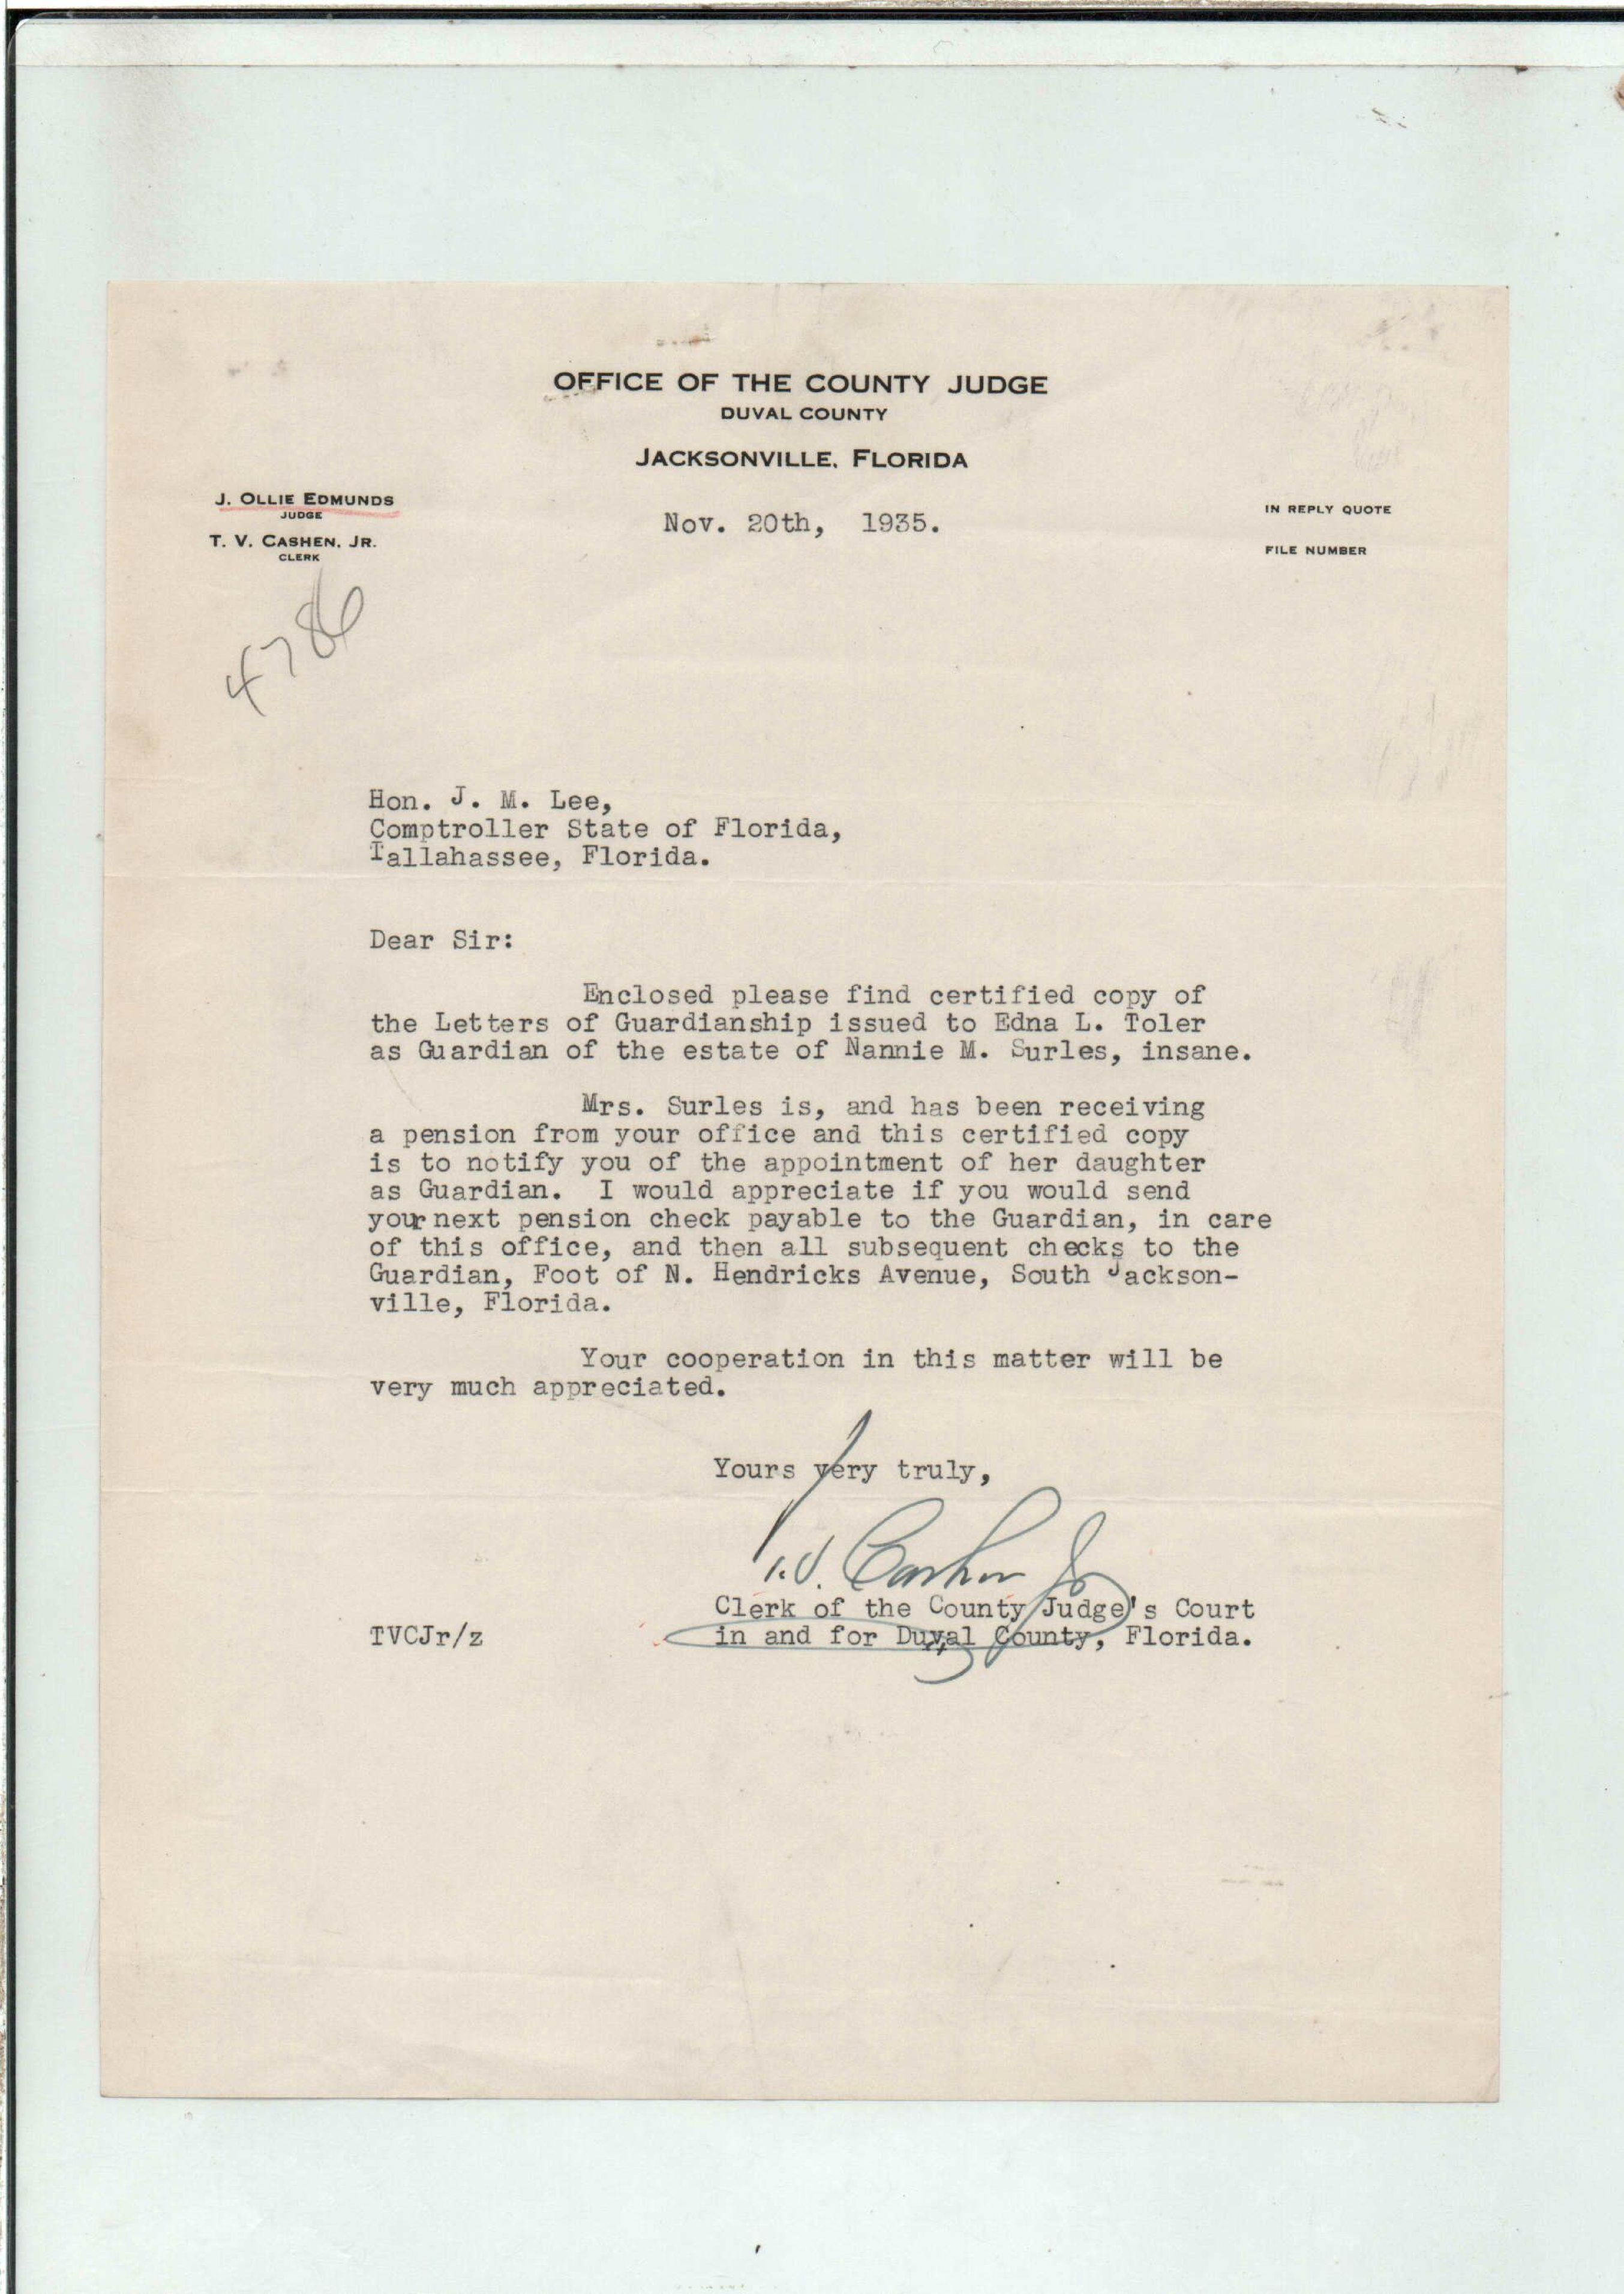 OFFICE OF THE COUNTY JUDGE
DUVAL COUNTY
JACKSONVILLE, FLORIDA
J. OLLIE EDMUNDS
JUDGE
T. V. CASHEN, JR.
CLERK
Nov. 20th, 1935.
IN REPLY QUOTE
FILE NUMBER
4786
Hon. J. M. Lee,
Comptroller State of Florida,
Tallahassee, Florida.
Dear Sir:
Enclosed please find certified copy of
the Letters of Guardianship issued to Edna L. Toler
as Guardian of the estate of Nannie M. Surles, insane.
Mrs. Surles is, and has been receiving
a pension from your office and this certified copy
is to notify you of the appointment of her daughter
as Guardian. I would appreciate if you would send
your next pension check payable to the Guardian, in care
of this office, and then all subsequent checks to the
Guardian, Foot of N. Hendricks Avenue, South Jackson-
ville, Florida.
Your cooperation in this matter will be
very much appreciated.
Yours very truly,
T.V. Cashen Jr
Clerk of the County Judge's Court
in and for Duval County, Florida.
TVCJr/z